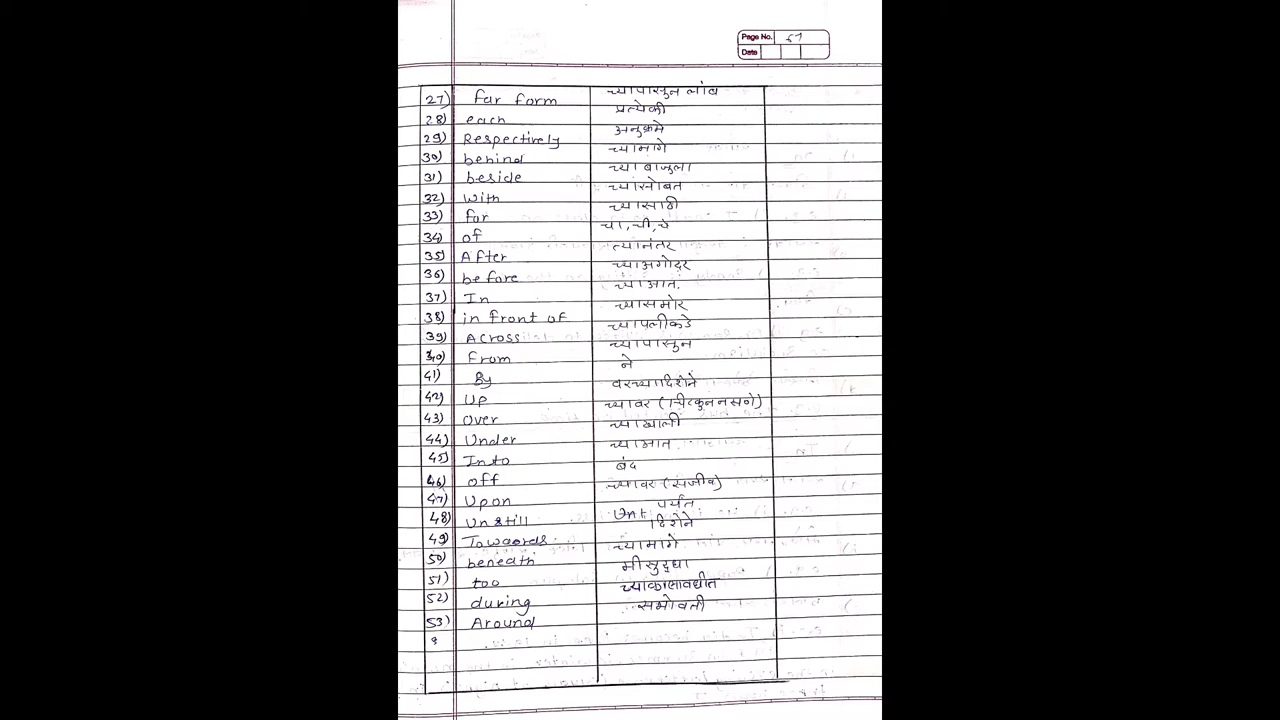 Page No. 67
Date
27) far form च्यापासुन लांब
28) each प्रत्येकी
29) Respectively अनुक्रमे
30) behind च्यामागे
31) beside च्या बाजुला
32) With च्यासोबत
33) for च्यासाठी
34) of चा, ची, चे
35) After त्यानंतर
36) before च्याअगोदर
37) In च्याआत.
38) in front of च्यासमोर
39) Across च्यापलीकडे
40) From च्यापासुन
41) By ने
42) Up वरच्यादिशेने
43) Over च्यावर (चिटकुन नसणे)
44) Under च्याखाली
45) Into च्याआत
46) off बंद
47) Upon च्यावर (सजीव)
48) Unstill Unt पर्यंत
49) Towaords दिशेने
50) beneath च्यामागे
51) too मीसुद्धा
52) during च्याकालावधीत
53) Around सभोवती